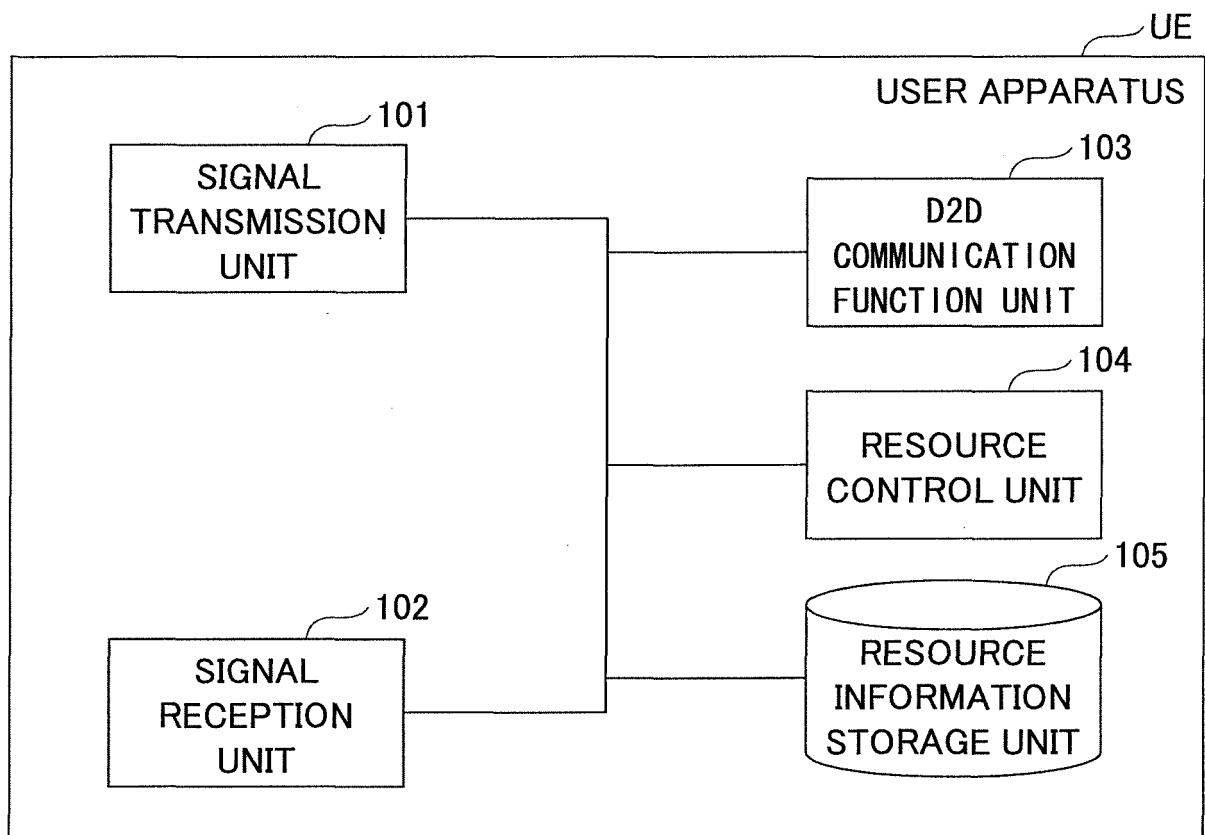 UE
USER APPARATUS
101
SIGNAL
TRANSMISSION
UNIT
103
D2D
COMMUNICATION
FUNCTION UNIT
104
RESOURCE
CONTROL UNIT
102
SIGNAL
RECEPTION
UNIT
105
RESOURCE
INFORMATION
STORAGE UNIT